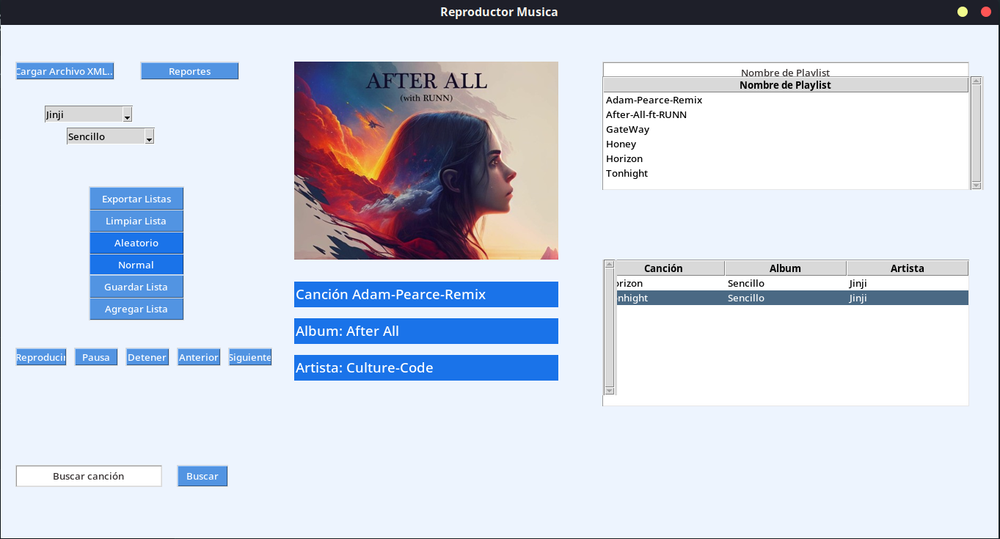 Reproductor Musica
Cargar Archivo XML..
Reportes
Jinji
Sencillo
Exportar Listas
Limpiar Lista
Aleatorio
Normal
Guardar Lista
Agregar Lista
Reproducir
Pausa
Detener
Anterior
Siguiente
Buscar canción
Buscar
AFTER ALL
(with RUNN)
Canción Adam-Pearce-Remix
Album: After All
Artista: Culture-Code
Nombre de Playlist
Nombre de Playlist
Adam-Pearce-Remix
After-All-ft-RUNN
GateWay
Honey
Horizon
Tonhight
Canción Album Artista
orizon Sencillo Jinji
nhight Sencillo Jinji